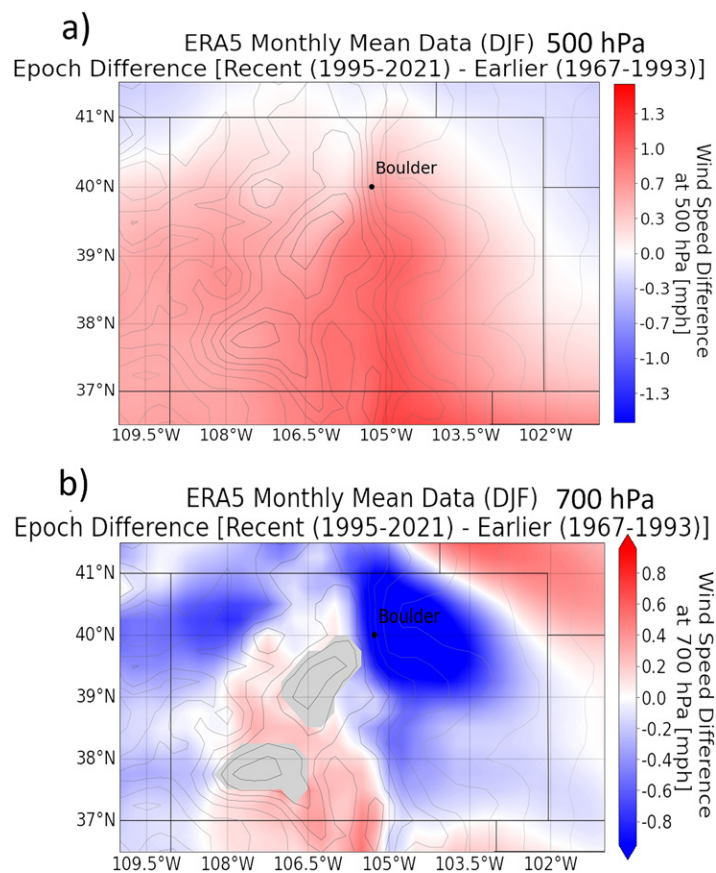 a)
ERA5 Monthly Mean Data (DJF) 500 hPa
Epoch Difference [Recent (1995-2021) - Earlier (1967-1993)]
41°N
40°N
39°N
38°N
37°N
Boulder
109.5°W 108°W 106.5°W 105°W 103.5°W 102°W
1.3
1.0
0.7
0.3
0.0
-0.3
-0.7
-1.0
-1.3
Wind Speed Difference
at 500 hPa [mph]
b)
ERA5 Monthly Mean Data (DJF) 700 hPa
Epoch Difference [Recent (1995-2021) - Earlier (1967-1993)]
41°N
40°N
39°N
38°N
37°N
Boulder
109.5°W 108°W 106.5°W 105°W 103.5°W 102°W
0.8
0.6
0.4
0.2
0.0
-0.2
-0.4
-0.6
-0.8
Wind Speed Difference
at 700 hPa [mph]